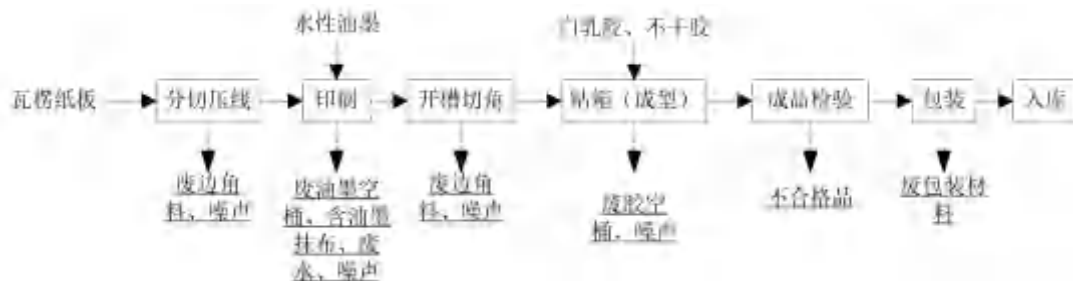 水性油墨
白乳胶、不干胶
瓦楞纸板
分切压线
印刷
开槽切角
粘箱（成型）
成品检验
包装
入库
废边角
料、噪声
废油墨空
桶、含油墨
抹布、废
水、噪声
废边角
料、噪声
废胶空
桶、噪声
不合格品
废包装材
料